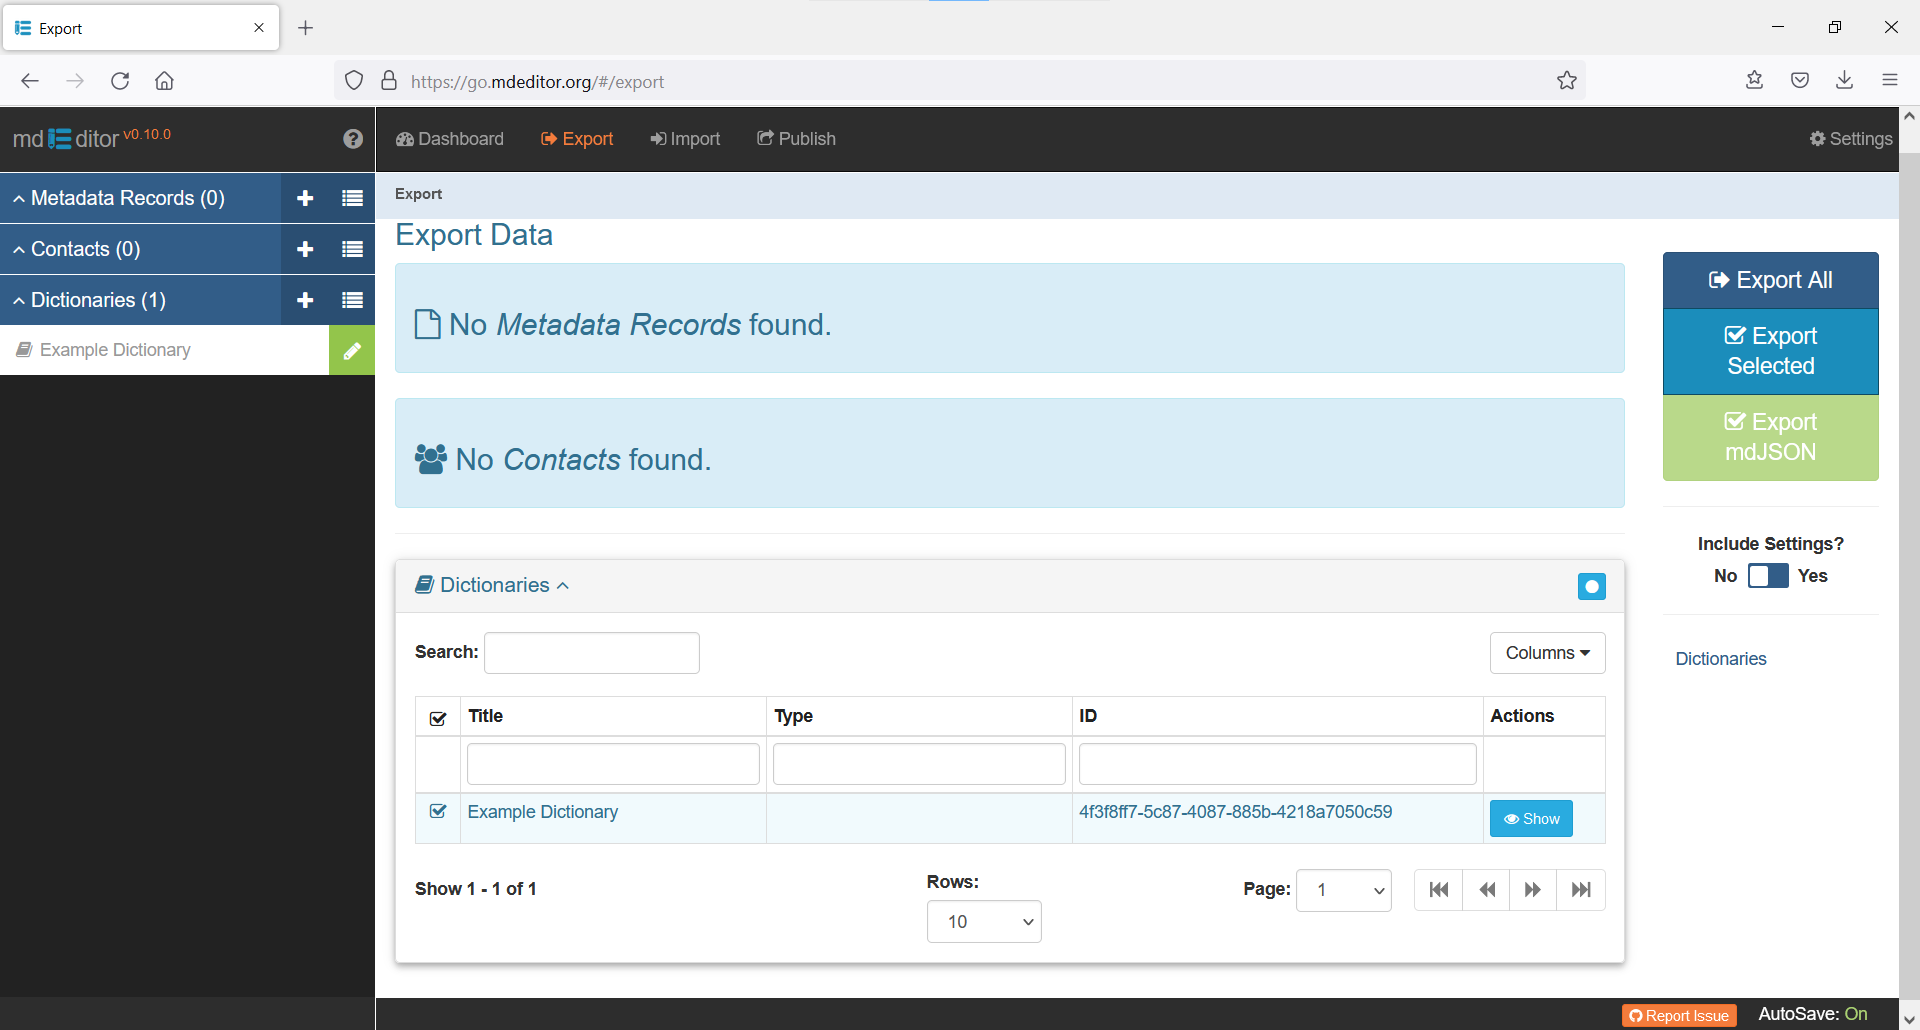 Export
https://go.mdeditor.org/#/export
md ditor v0.10.0
Dashboard
Export
Import
Publish
Settings
Metadata Records (0)
Contacts (0)
Dictionaries (1)
Example Dictionary
Export
Export Data
No Metadata Records found.
No Contacts found.
Dictionaries
Search:
Columns
Title Type ID Actions
Example Dictionary 4f3f8ff7-5c87-4087-885b-4218a7050c59 Show
Show 1 - 1 of 1
Rows:
10
Page: 1
Export All
Export
Selected
Export
mdJSON
Include Settings?
No Yes
Dictionaries
Report Issue
AutoSave: On